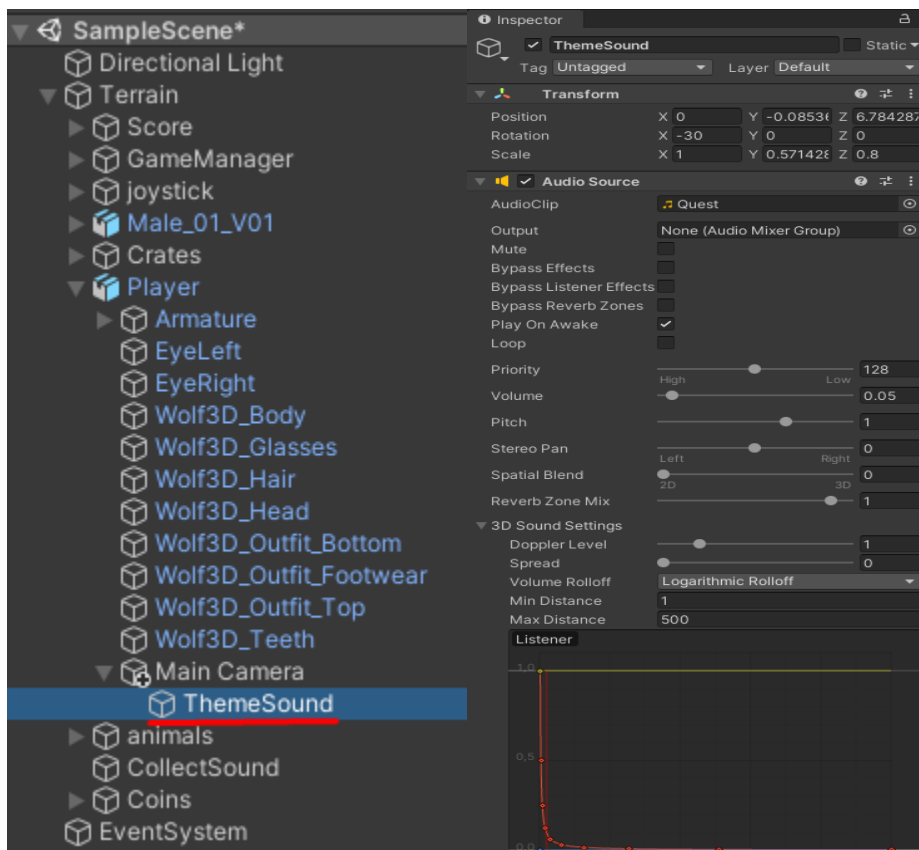 SampleScene*
Directional Light
Terrain
Score
GameManager
joystick
Male_01_V01
Crates
Player
Armature
EyeLeft
EyeRight
Wolf3D_Body
Wolf3D_Glasses
Wolf3D_Hair
Wolf3D_Head
Wolf3D_Outfit_Bottom
Wolf3D_Outfit_Footwear
Wolf3D_Outfit_Top
Wolf3D_Teeth
Main Camera
ThemeSound
animals
CollectSound
Coins
EventSystem
Inspector
ThemeSound Static
Tag Untagged Layer Default
Transform
Position X 0 Y -0.0853 Z 6.784287
Rotation X -30 Y 0 Z 0
Scale X 1 Y 0.57142 Z 0.8
Audio Source
AudioClip Quest
Output None (Audio Mixer Group)
Mute
Bypass Effects
Bypass Listener Effects
Bypass Reverb Zones
Play On Awake
Loop
Priority 128
High Low
Volume 0.05
Pitch 1
Stereo Pan 0
Left Right
Spatial Blend 0
2D 3D
Reverb Zone Mix 1
3D Sound Settings
Doppler Level 1
Spread 0
Volume Rolloff Logarithmic Rolloff
Min Distance 1
Max Distance 500
Listener
1.0
0,5
0.0